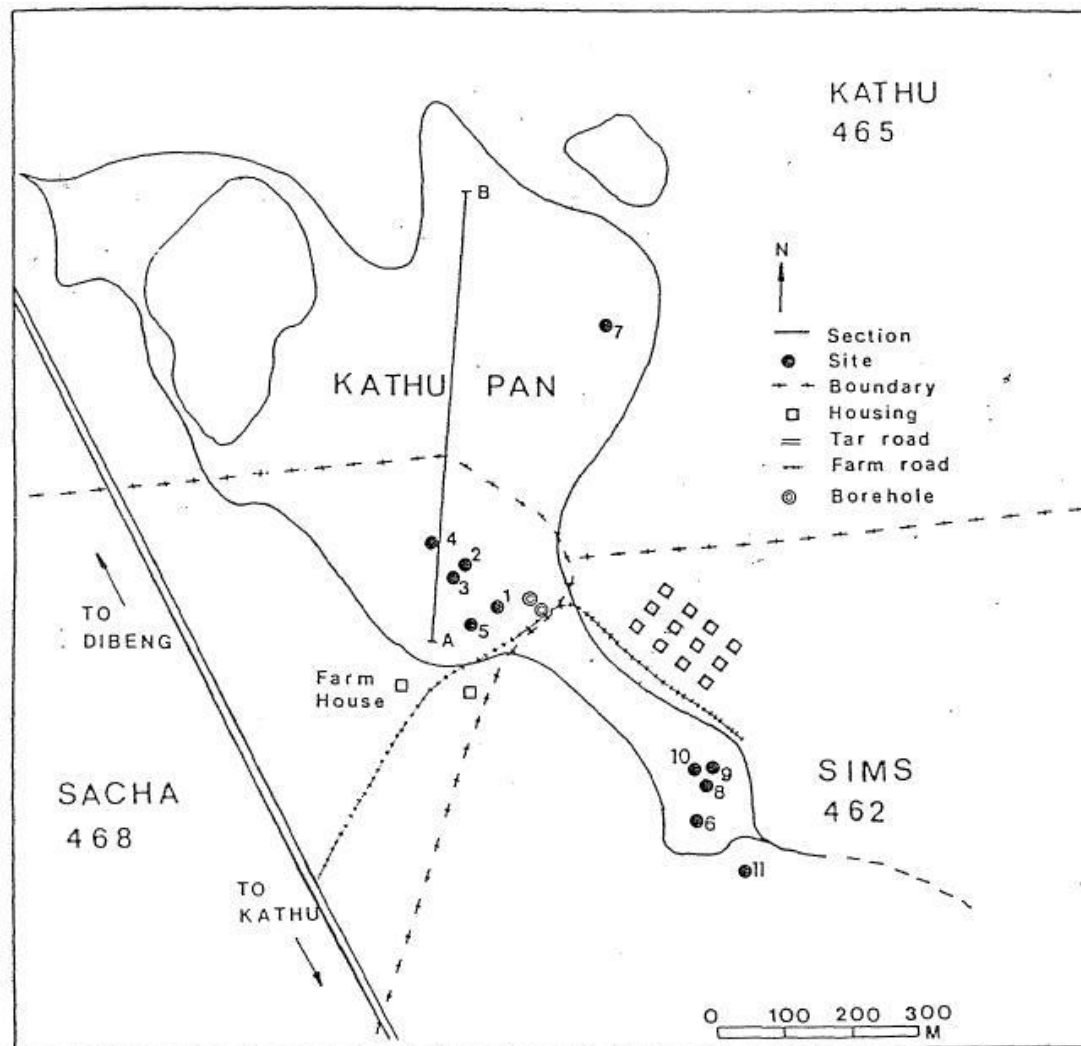 KATHU
465
B
N
7
Section
Site
KATHU PAN
Boundary
Housing
Tar road
Farm road
Borehole
4
2
3
1
TO
DIBENG
5
A
Farm
House
10
9
SIMS
8
SACHA
462
468
6
11
TO
KATHU
0 100 200 300
M